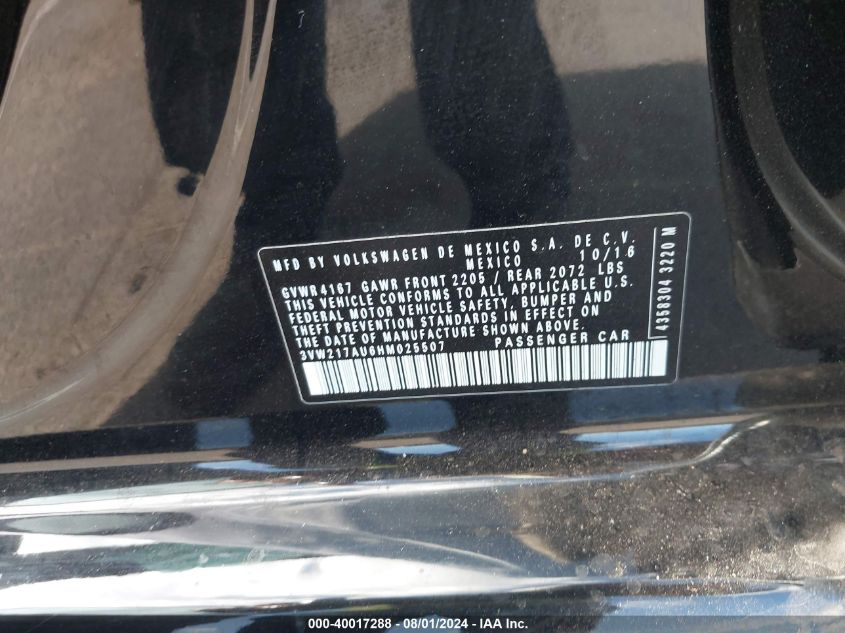 MFD BY VOLKSWAGEN DE MEXICO S.A. DE C.V.
MEXICO 10/16
GVWR4167 GAWR FRONT 2205 / REAR 2072 LBS
THIS VEHICLE CONFORMS TO ALL APPLICABLE U.S.
FEDERAL MOTOR VEHICLE SAFETY, BUMPER AND
THEFT PREVENTION STANDARDS IN EFFECT ON
THE DATE OF MANUFACTURE SHOWN ABOVE.
3VW217AU6HM025507 PASSENGER CAR
4358304 3220 M
000-40017288 - 08/01/2024 - IAA Inc.